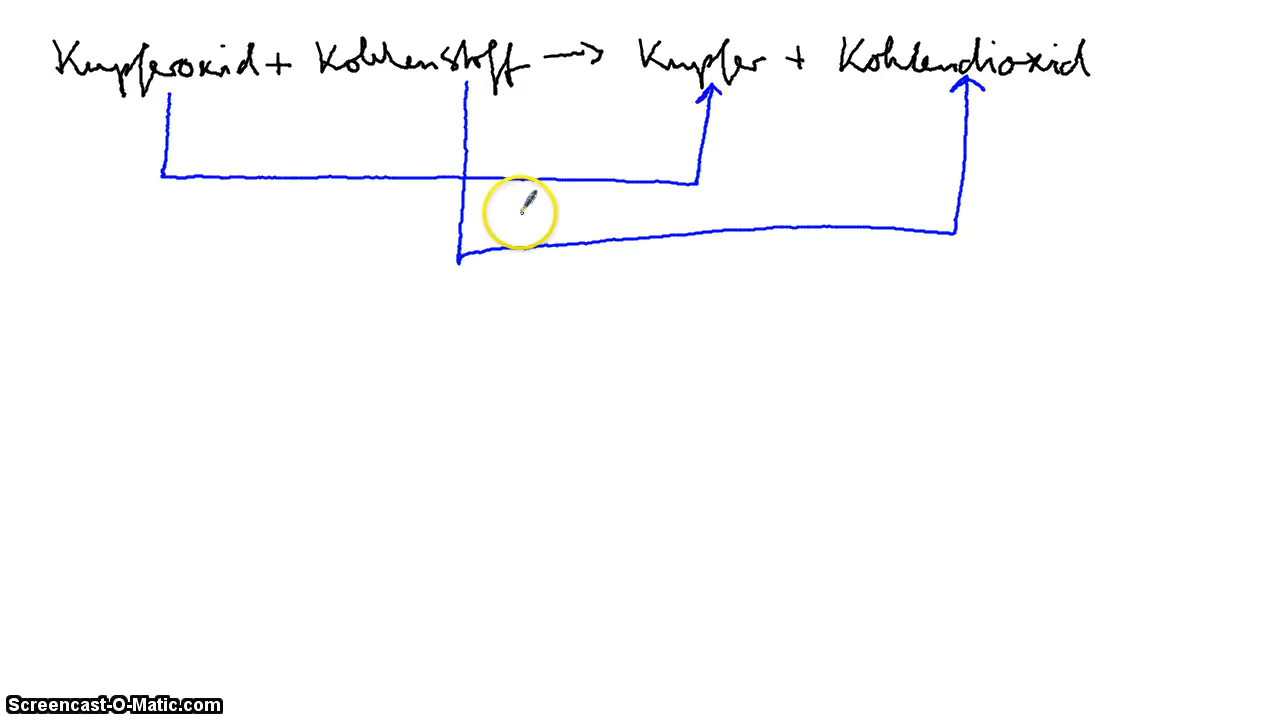 Kupferoxid + Kohlenstoff → Kupfer + Kohlendioxid
Screencast-O-Matic.com